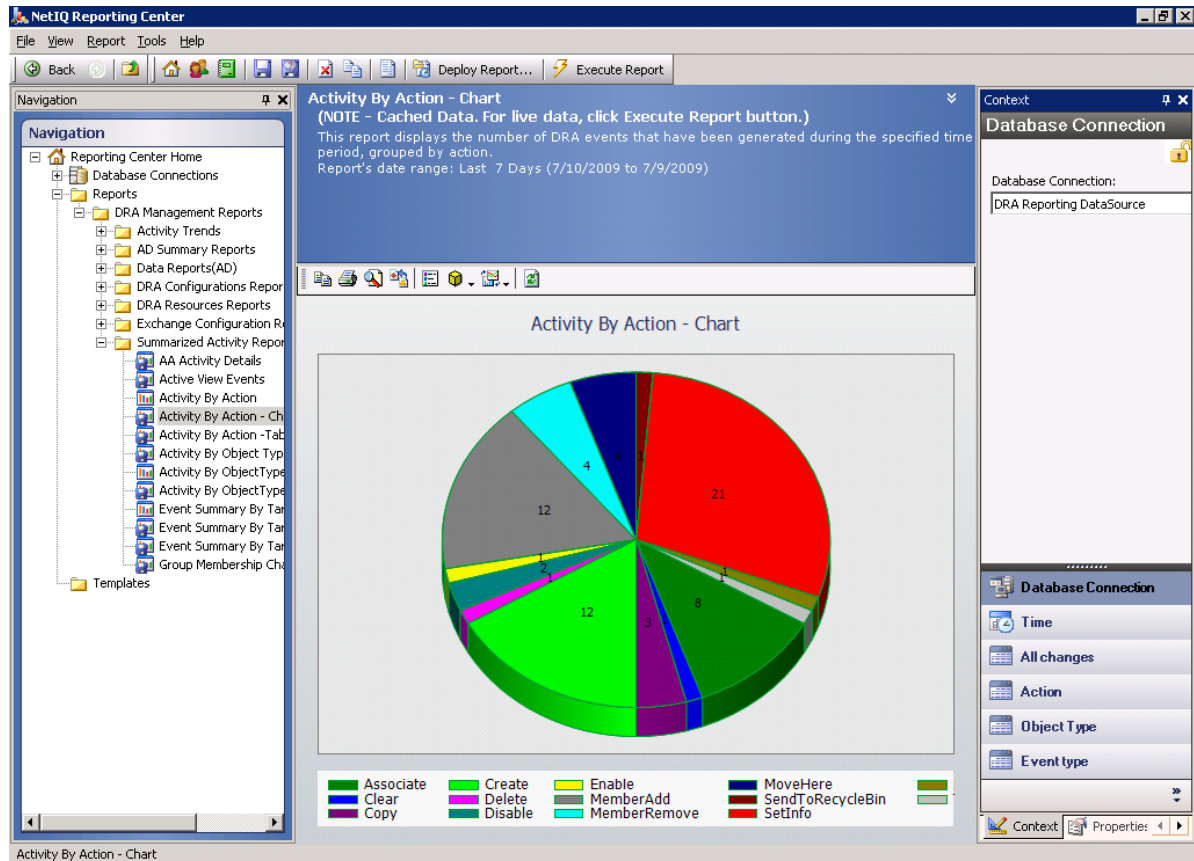 NetIQ Reporting Center
File View Report Tools Help
Back Deploy Report... Execute Report
Navigation
Navigation
Reporting Center Home
Database Connections
Reports
DRA Management Reports
Activity Trends
AD Summary Reports
Data Reports(AD)
DRA Configurations Repor
DRA Resources Reports
Exchange Configuration R
Summarized Activity Repor
AA Activity Details
Active View Events
Activity By Action
Activity By Action - Ch
Activity By Action -Tab
Activity By Object Typ
Activity By ObjectType
Activity By ObjectType
Event Summary By Tar
Event Summary By Tar
Event Summary By Tar
Group Membership Cha
Templates
Activity By Action - Chart
(NOTE - Cached Data. For live data, click Execute Report button.)
This report displays the number of DRA events that have been generated during the specified time
period, grouped by action.
Report's date range: Last 7 Days (7/10/2009 to 7/9/2009)
Activity By Action - Chart
4
1
4
21
12
1
2
1
1
1
8
12
3
Associate Create Enable MoveHere
Clear Delete MemberAdd SendToRecycleBin
Copy Disable MemberRemove SetInfo
Context
Database Connection
Database Connection:
DRA Reporting DataSource
Database Connection
Time
All changes
Action
Object Type
Event type
Context Propertie:
Activity By Action - Chart